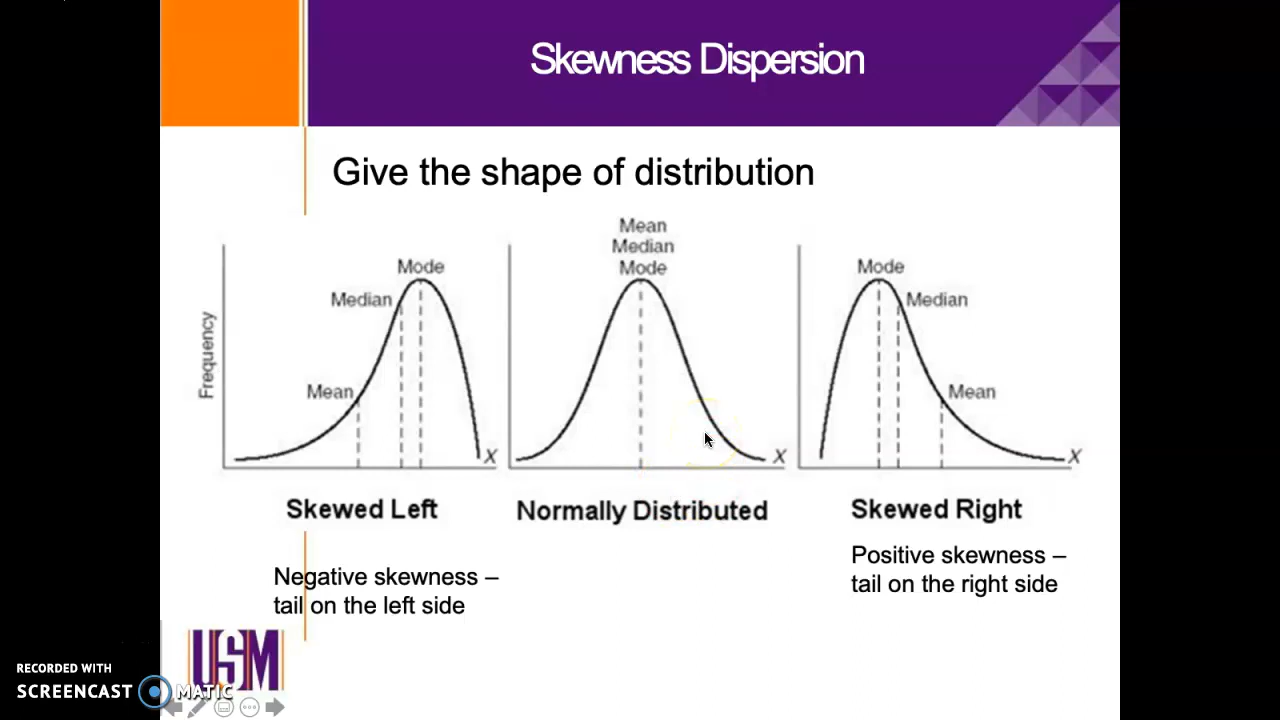 Skewness Dispersion
Give the shape of distribution
Mean
Median
Mode
Mode
Median
Mean
Frequency
X
Mode
Median
Mean
X
X
Skewed Left
Normally Distributed
Skewed Right
Negative skewness –
tail on the left side
Positive skewness –
tail on the right side
USM
RECORDED WITH
SCREENCAST MATIC